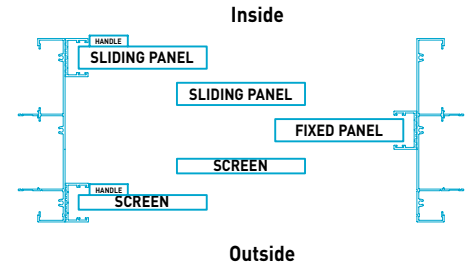 Inside
HANDLE
SLIDING PANEL
SLIDING PANEL
FIXED PANEL
SCREEN
HANDLE
SCREEN
Outside